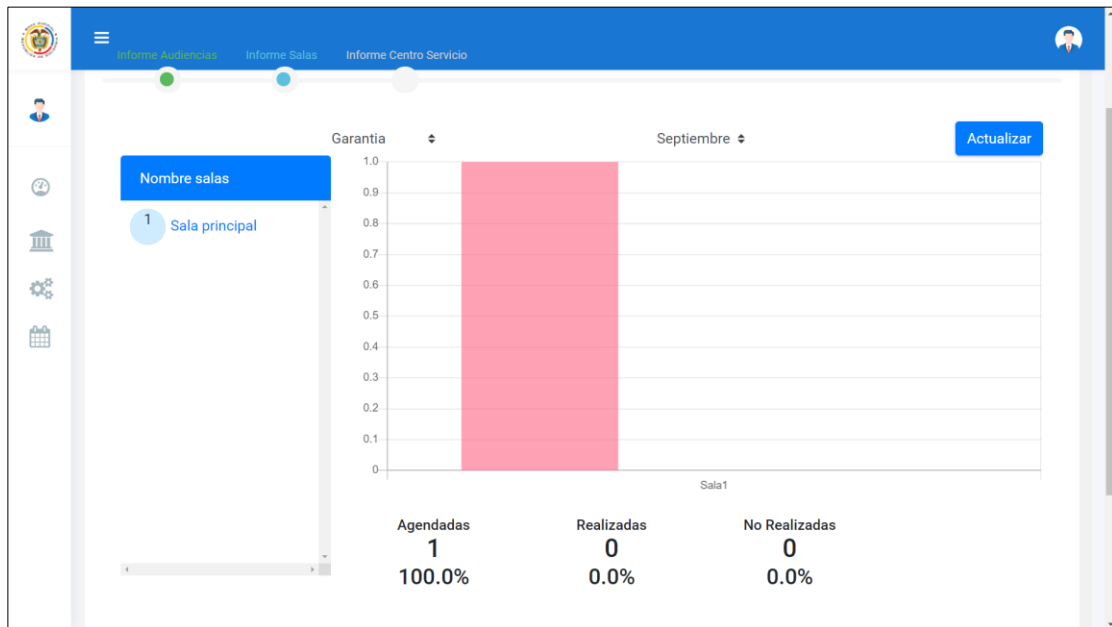 Informe Audiencias
Informe Salas
Informe Centro Servicio
Garantia
Septiembre
Actualizar
Nombre salas
1
Sala principal
1.0
0.9
0.8
0.7
0.6
0.5
0.4
0.3
0.2
0.1
0
Sala1
Agendadas
1
100.0%
Realizadas
0
0.0%
No Realizadas
0
0.0%